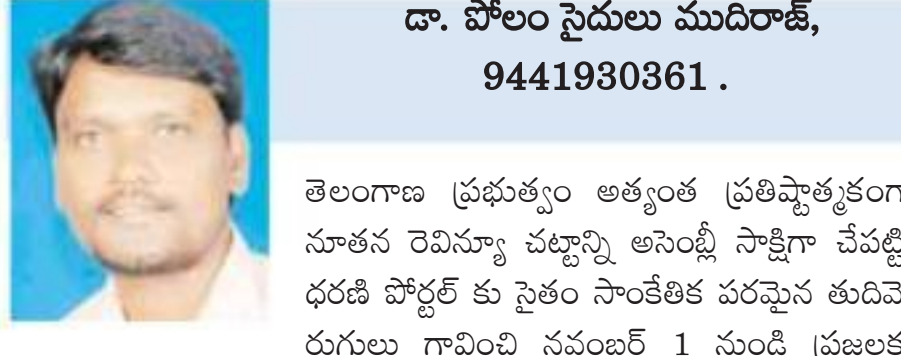 డా. పోలం సైదులు ముదిరాజ్,
9441930361 .
తెలంగాణ ప్రభుత్వం అత్యంత ప్రతిష్టాత్మకంగా
నూతన రెవిన్యూ చట్టాన్ని అసెంబ్లీ సాక్షిగా చేపట్టి
ధరణి పోర్టల్ కు సైతం సాంకేతిక పరమైన తుదిమె
రుగులు గావించి నవంబర్ 1 నుండి ప్రజలక